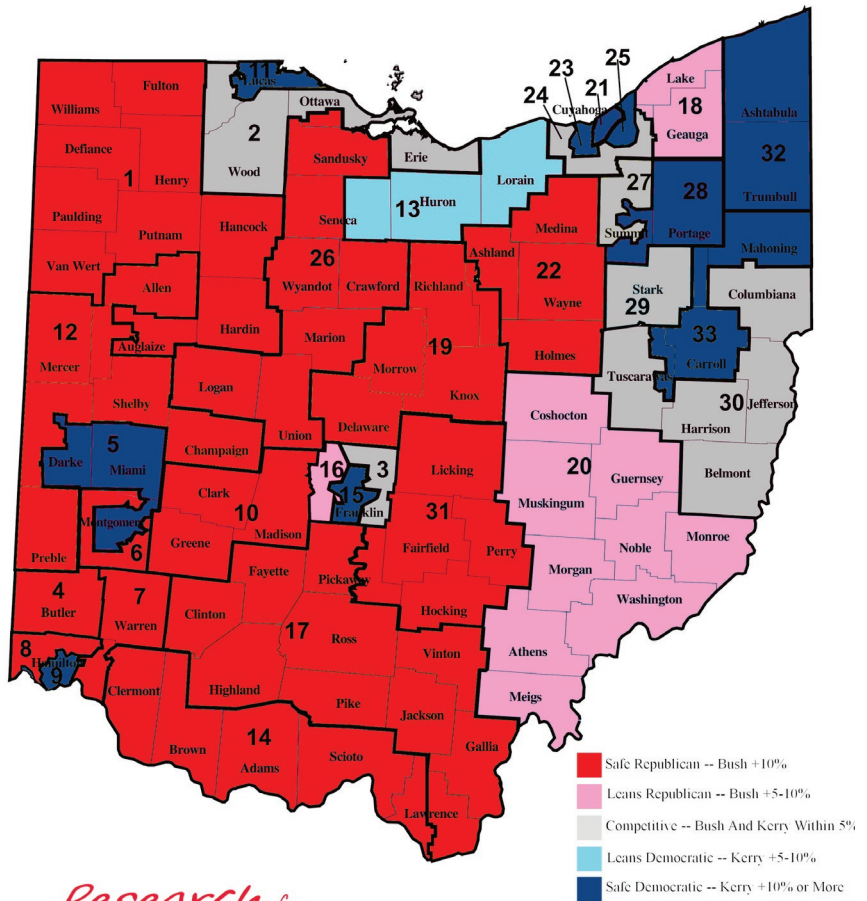 25
23
21
24
Lake
Cuyahoga
18
Geauga
11
Lucas
Fulton
Williams
Ottawa
2
Wood
Erie
Sandusky
Ashtabula
32
Trumbull
Defiance
1
Henry
Lorain
13
Huron
Seneca
27
Summit
28
Portage
Paulding
Putnam
Hancock
Medina
Mahoning
Van Wert
Allen
26
Wyandot
Crawford
Ashland
Richland
22
Wayne
Stark
29
Columbiana
12
Mercer
Auglaize
Hardin
Marion
19
Morrow
Holmes
33
Carroll
Tuscarawas
Logan
Knox
Jefferson
30
Harrison
Shelby
Union
Delaware
Coshocton
Champaign
Belmont
5
Darke
Miami
16
3
15
Franklin
Licking
20
Guernsey
Muskingum
Clark
10
Madison
31
Montgomery
6
Greene
Fairfield
Perry
Noble
Monroe
Preble
Fayette
Pickaway
Morgan
4
Butler
7
Warren
Clinton
Hocking
Washington
17
Ross
Vinton
Athens
8
Hamilton
9
Clermont
Highland
Pike
Jackson
Meigs
Brown
14
Adams
Scioto
Gallia
Lawrence
Safe Republican -- Bush +10%
Leans Republican -- Bush +5-10%
Competitive -- Bush And Kerry Within 5%
Leans Democratic -- Kerry +5-10%
Safe Democratic -- Kerry +10% or More
Research